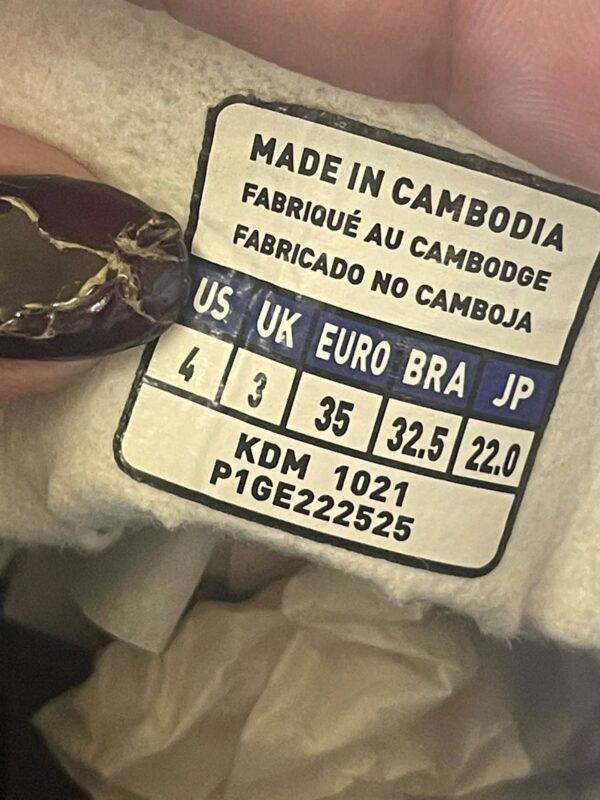 MADE IN CAMBODIA
FABRIQUÉ AU CAMBODGE
FABRICADO NO CAMBOJA
US UK EURO BRA JP
4 3 35 32.5 22.0
KDM 1021
P1GE222525